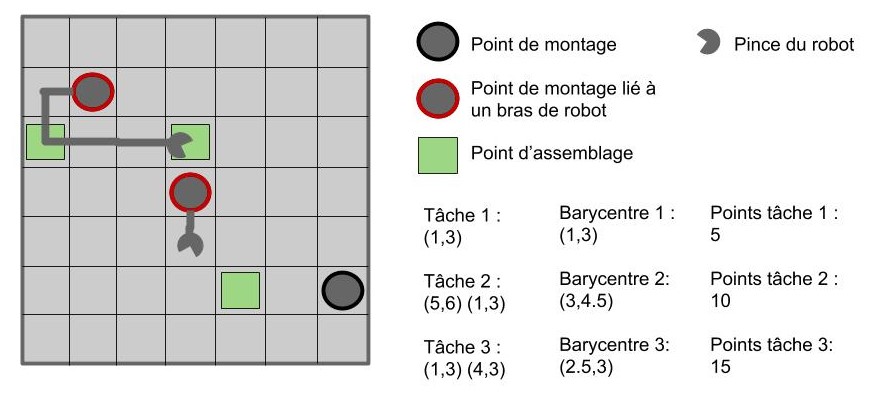 Point de montage
Pince du robot
Point de montage lié à
un bras de robot
Point d'assemblage
Tâche 1 :
(1,3)
Barycentre 1 :
(1,3)
Points tâche 1 :
5
Tâche 2 :
(5,6) (1,3)
Barycentre 2:
(3,4.5)
Points tâche 2 :
10
Tâche 3 :
(1,3) (4,3)
Barycentre 3:
(2.5,3)
Points tâche 3:
15